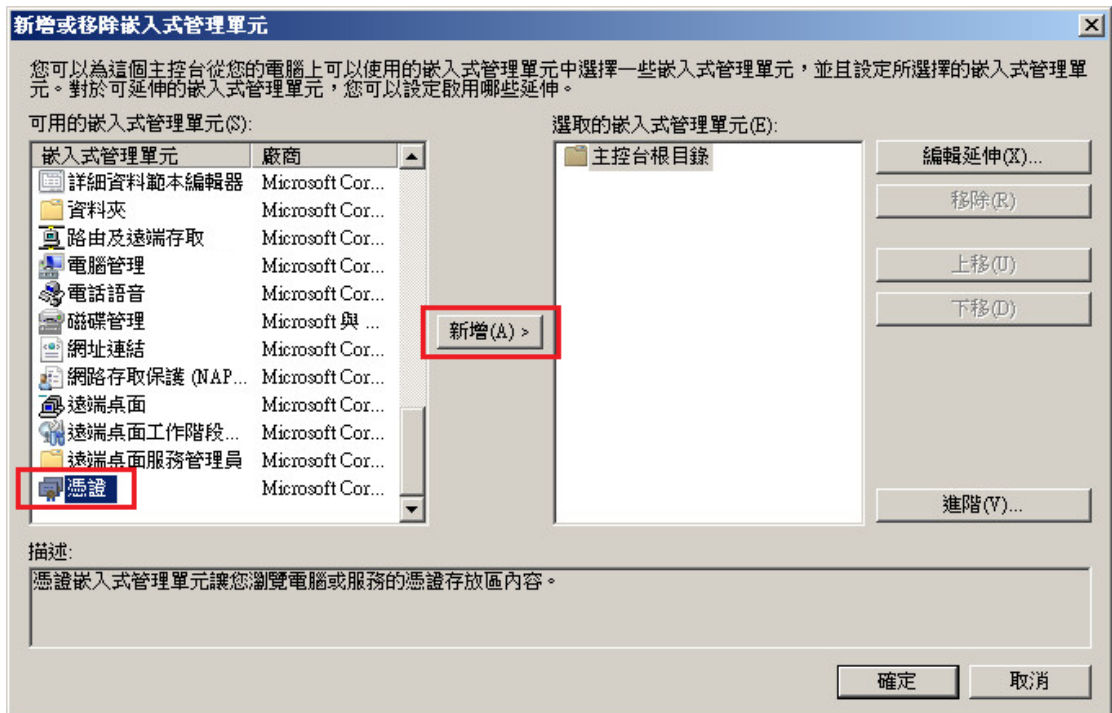 新增或移除嵌入式管理單元
您可以為這個主控台從您的電腦上可以使用的嵌入式管理單元中選擇一些嵌入式管理單元，並且設定所選擇的嵌入式管理單
元。對於可延伸的嵌入式管理單元，您可以設定啟用哪些延伸。
可用的嵌入式管理單元(S):
選取的嵌入式管理單元(E):
嵌入式管理單元 廠商
詳細資料範本編輯器 Microsoft Cor...
資料夾 Microsoft Cor...
路由及遠端存取 Microsoft Cor...
電腦管理 Microsoft Cor...
電話語音 Microsoft Cor...
磁碟管理 Microsoft 與 ...
網址連結 Microsoft Cor...
網路存取保護 (NAP... Microsoft Cor...
遠端桌面 Microsoft Cor...
遠端桌面工作階段... Microsoft Cor...
遠端桌面服務管理員 Microsoft Cor...
憑證 Microsoft Cor...
新增(A) >
主控台根目錄
編輯延伸(X)...
移除(R)
上移(U)
下移(D)
進階(V)...
描述:
憑證嵌入式管理單元讓您瀏覽電腦或服務的憑證存放區內容。
確定
取消